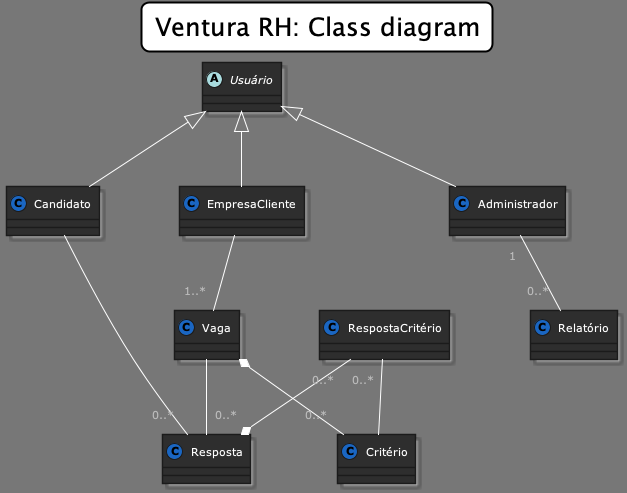 Ventura RH: Class diagram
A Usuário
C Candidato
C EmpresaCliente
C Administrador
1
1..*
0..*
C Vaga
C RespostaCritério
C Relatório
0..*
0..*
0..*
0..*
0..*
C Resposta
C Critério